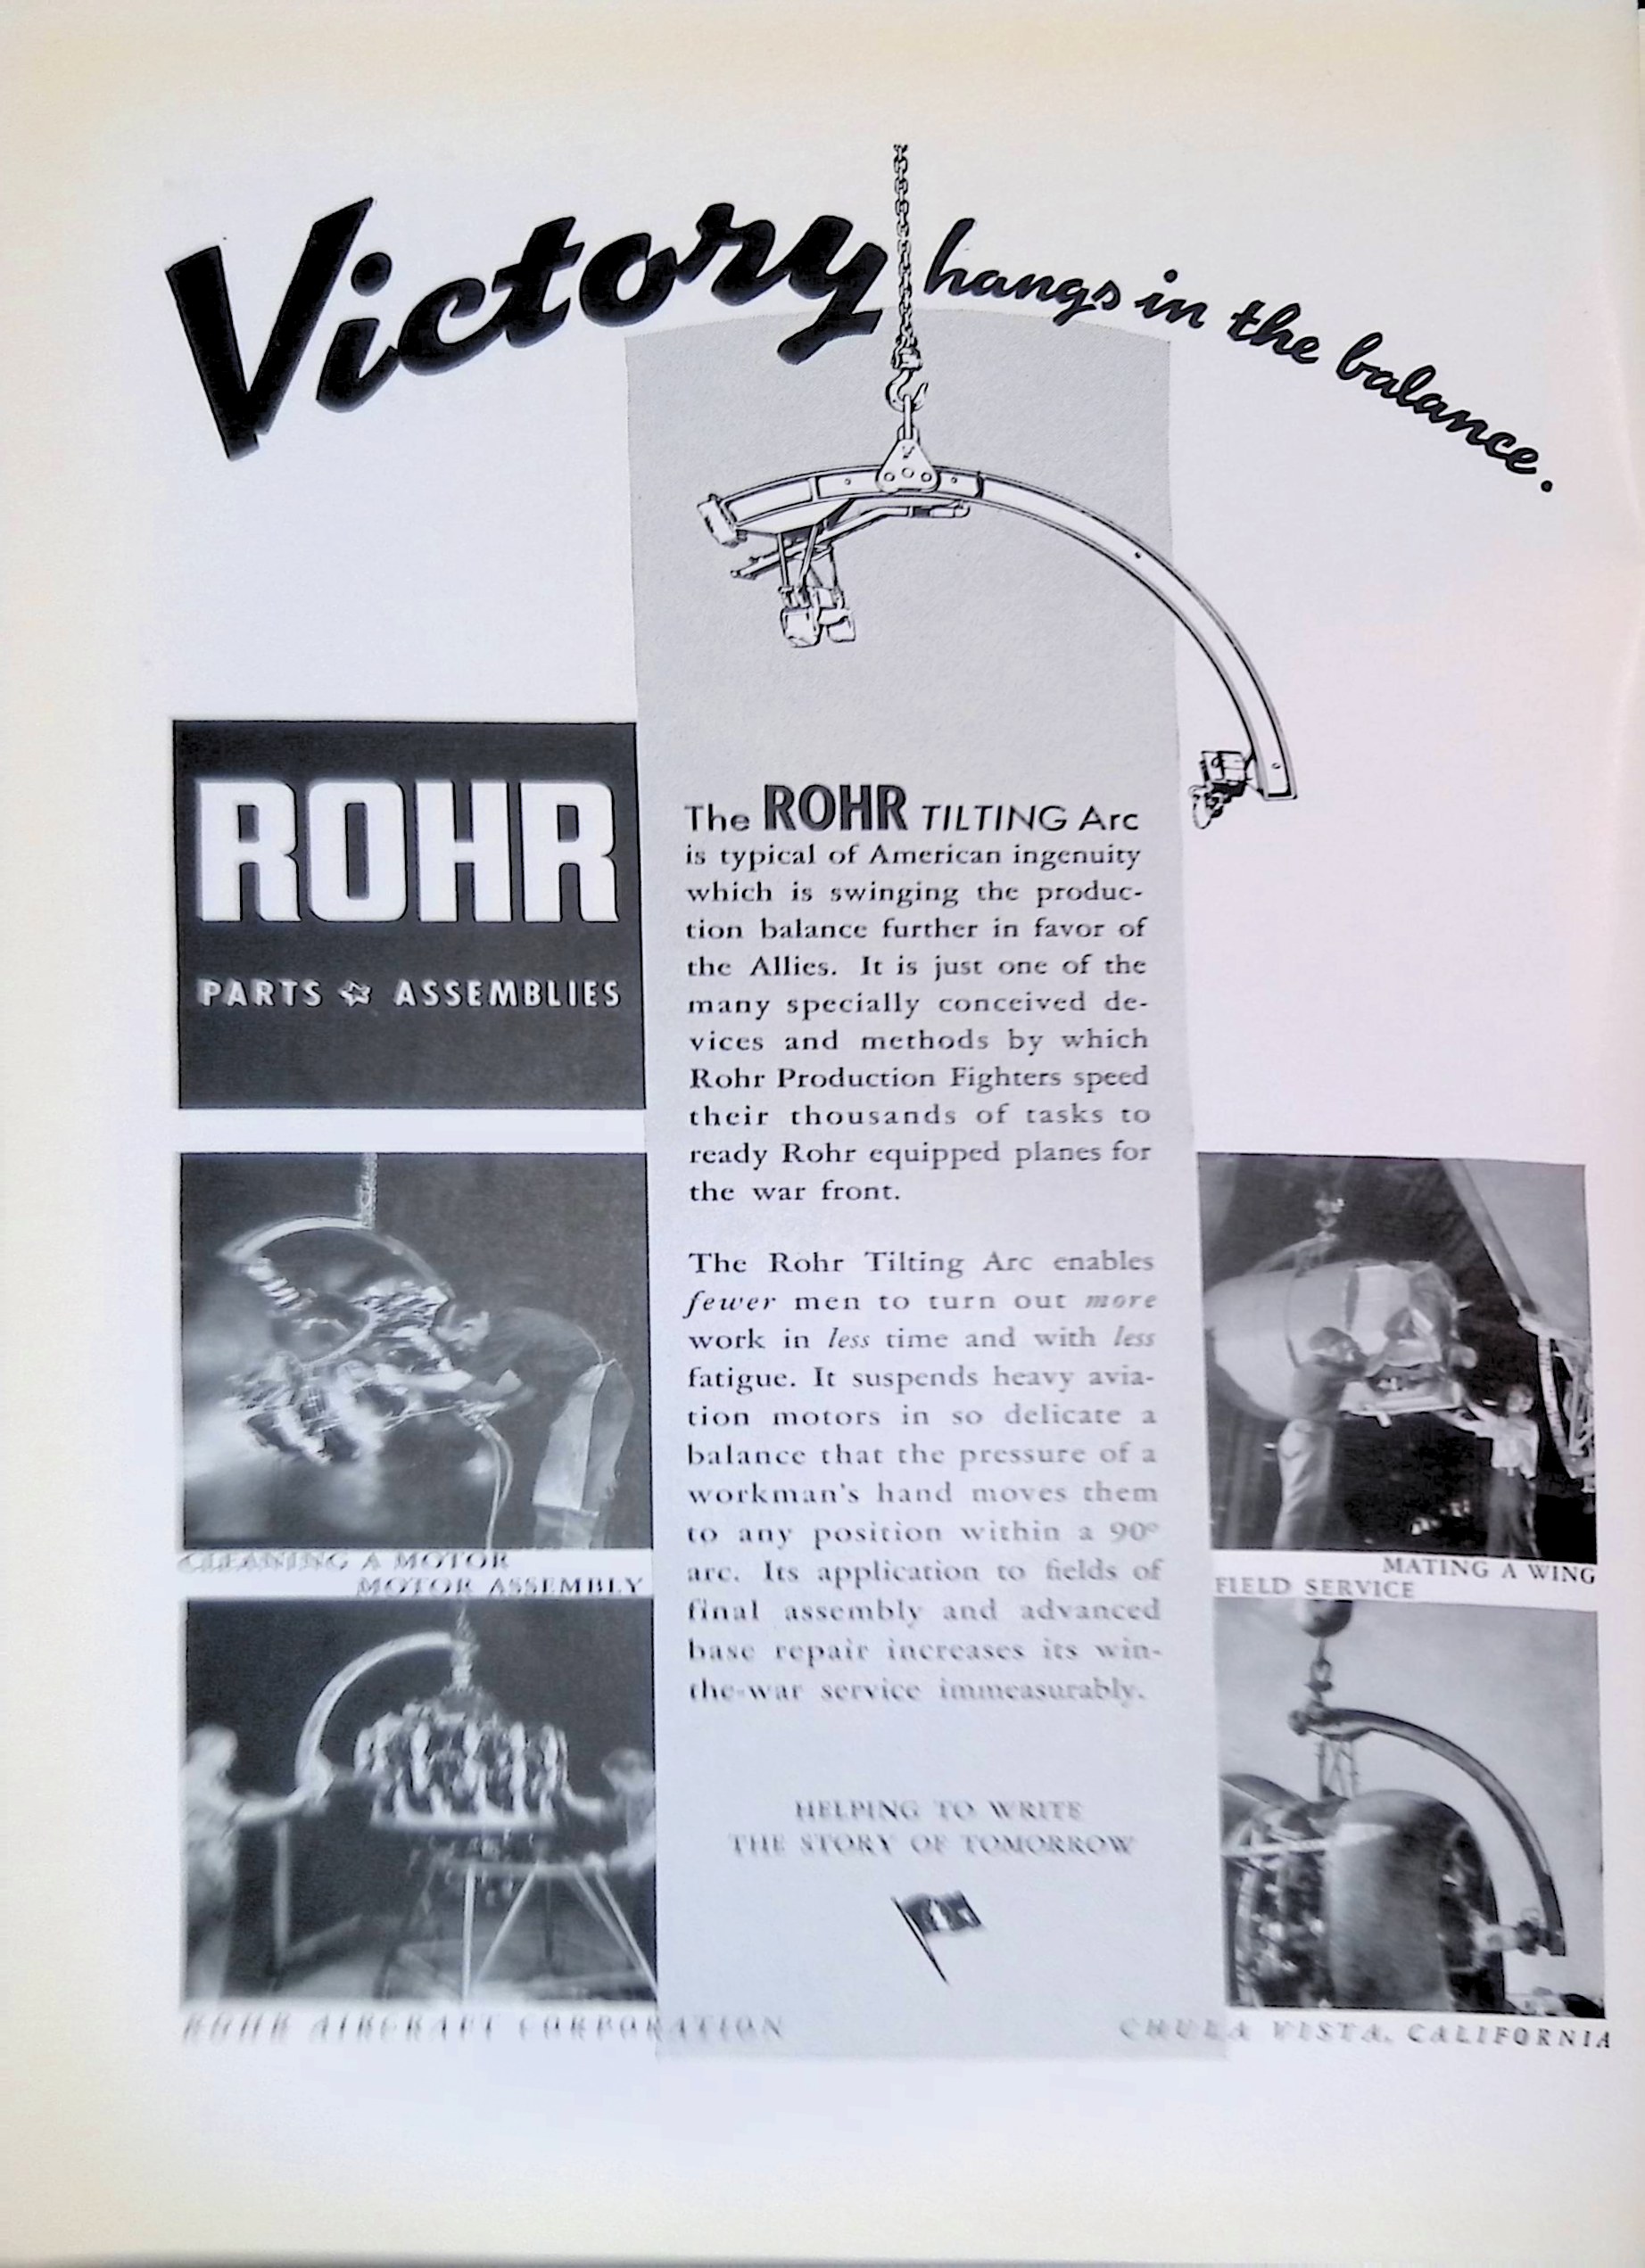 Victory hangs in the balance.
ROHR
PARTS ☆ ASSEMBLIES
The ROHR TILTING Arc
is typical of American ingenuity
which is swinging the produc-
tion balance further in favor of
the Allies. It is just one of the
many specially conceived de-
vices and methods by which
Rohr Production Fighters speed
their thousands of tasks to
ready Rohr equipped planes for
the war front.
The Rohr Tilting Arc enables
fewer men to turn out more
work in less time and with less
fatigue. It suspends heavy avia-
tion motors in so delicate a
balance that the pressure of a
workman's hand moves them
to any position within a 90°
arc. Its application to fields of
final assembly and advanced
base repair increases its win-
the-war service immeasurably.
CLEANING A MOTOR
MOTOR ASSEMBLY
MATING A WING
FIELD SERVICE
HELPING TO WRITE
THE STORY OF TOMORROW
ROHR AIRCRAFT CORPORATION
CHULA VISTA, CALIFORNIA